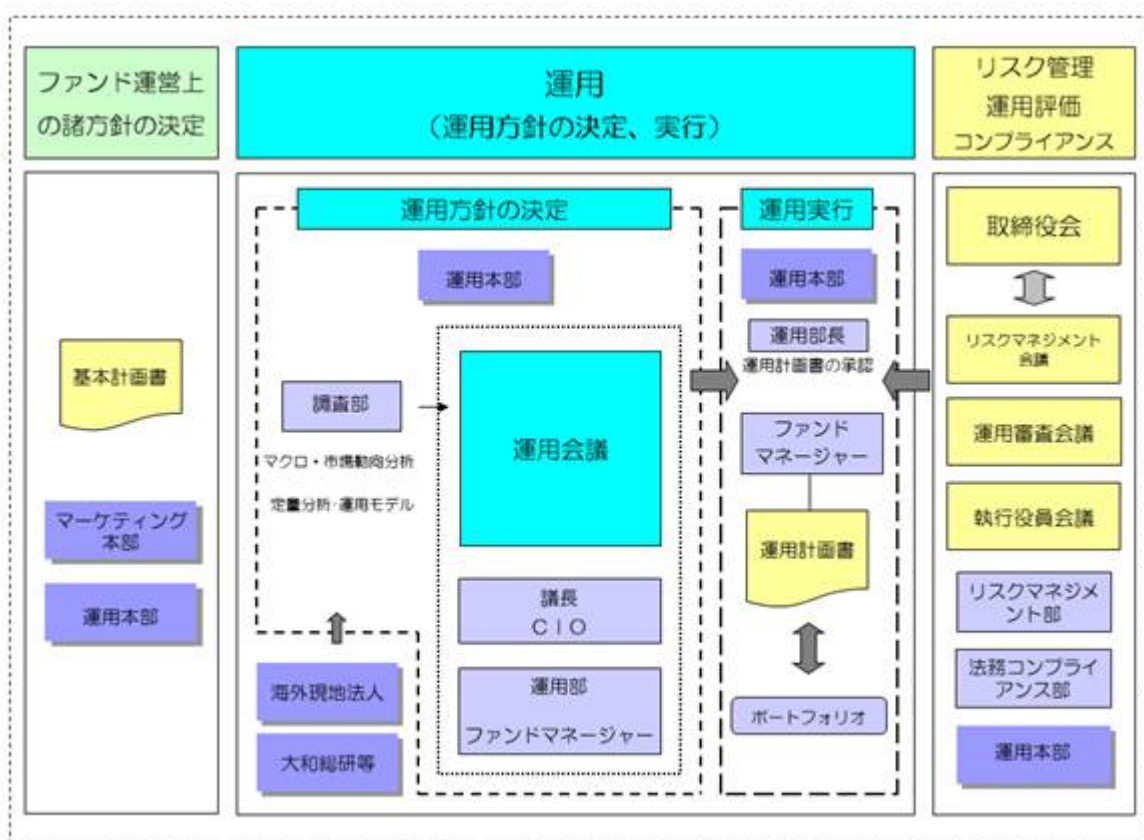 ファンド運営上
の諸方針の決定
運用
（運用方針の決定、実行）
リスク管理
運用評価
コンプライアンス
基本計画書
マーケティング
本部
運用本部
運用方針の決定
運用本部
調査部
マクロ・市場動向分析
定量分析・運用モデル
運用会議
議長
ＣＩＯ
運用部
ファンドマネージャー
海外現地法人
大和総研等
運用実行
運用本部
運用部長
運用計画書の承認
ファンド
マネージャー
運用計画書
ポートフォリオ
取締役会
リスクマネジメント
会議
運用審査会議
執行役員会議
リスクマネジメ
ント部
法務コンプライ
アンス部
運用本部